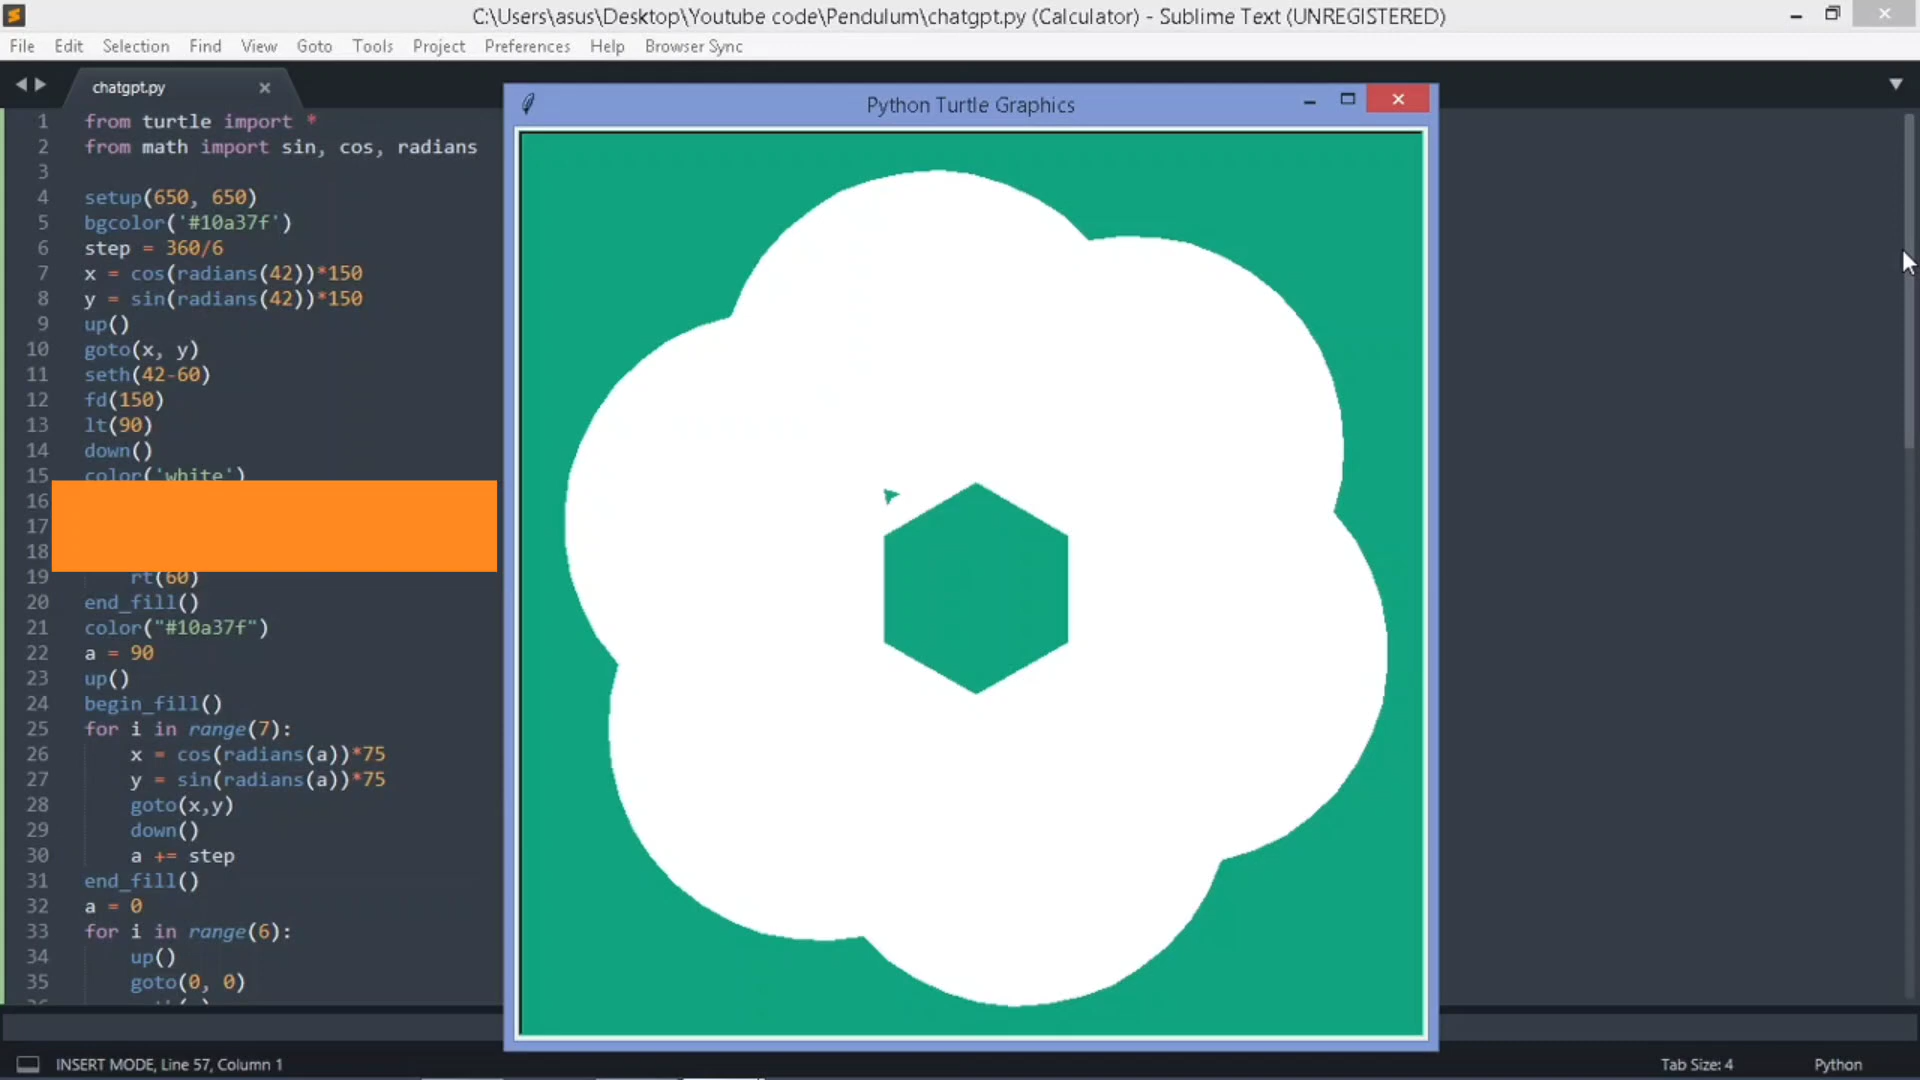 C:\Users\asus\Desktop\Youtube code\Pendulum\chatgpt.py (Calculator) - Sublime Text (UNREGISTERED)
File Edit Selection Find View Goto Tools Project Preferences Help Browser Sync
chatgpt.py
Python Turtle Graphics
1 from turtle import *
2 from math import sin, cos, radians
3
4 setup(650, 650)
5 bgcolor('#10a37f')
6 step = 360/6
7 x = cos(radians(42))*150
8 y = sin(radians(42))*150
9 up()
10 goto(x, y)
11 seth(42-60)
12 fd(150)
13 lt(90)
14 down()
15 color('white')
16
17
18
19 rt(60)
20 end_fill()
21 color("#10a37f")
22 a = 90
23 up()
24 begin_fill()
25 for i in range(7):
26 x = cos(radians(a))*75
27 y = sin(radians(a))*75
28 goto(x,y)
29 down()
30 a += step
31 end_fill()
32 a = 0
33 for i in range(6):
34 up()
35 goto(0, 0)
INSERT MODE, Line 57, Column 1
Tab Size: 4
Python